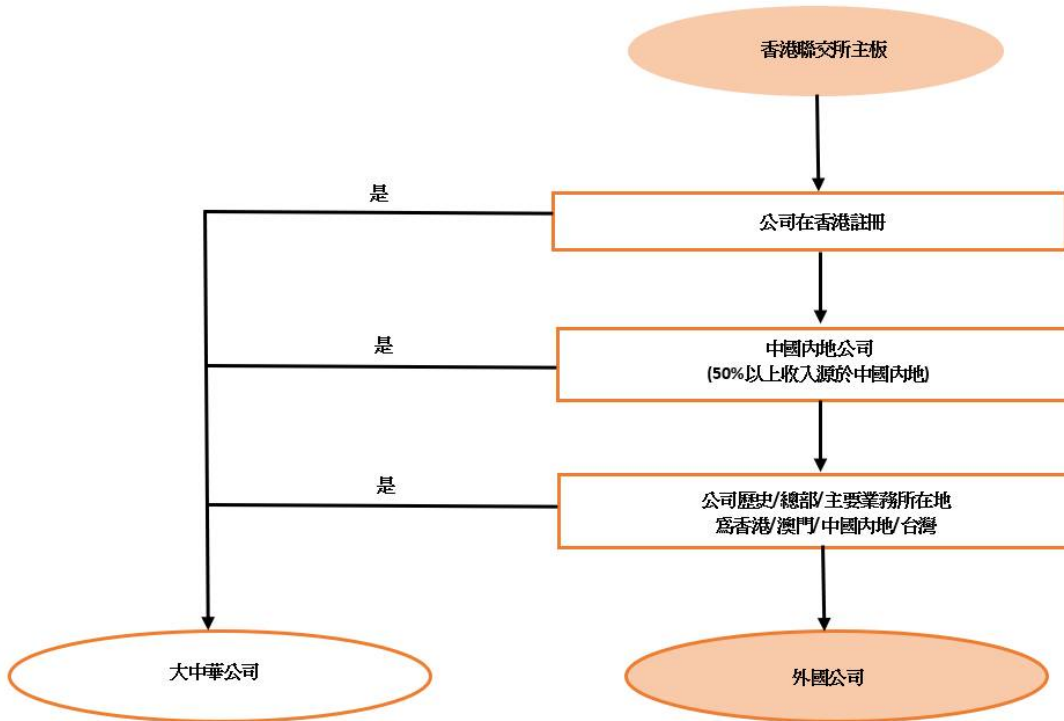 香港聯交所主板
是
公司在香港註冊
是
中國內地公司
(50%以上收入源於中國內地)
是
公司歷史/總部/主要業務所在地
為香港/澳門/中國內地/台灣
大中華公司
外國公司